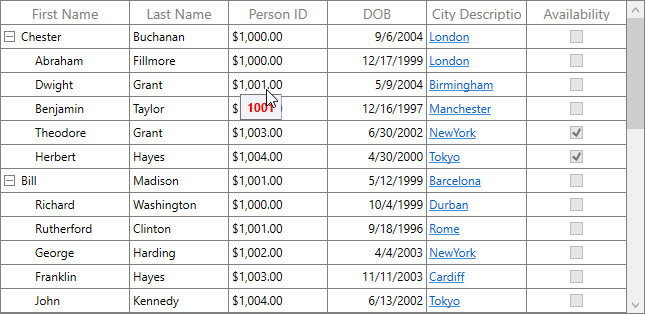 First Name Last Name Person ID DOB City Descriptio Availability
Chester Buchanan $1,000.00 9/6/2004 London
Abraham Fillmore $1,000.00 12/17/1999 London
Dwight Grant $1,001.00 5/9/2004 Birmingham
Benjamin Taylor $ 00 12/16/1997 Manchester
1001
Theodore Grant $1,003.00 6/30/2002 NewYork
Herbert Hayes $1,004.00 4/30/2000 Tokyo
Bill Madison $1,001.00 5/12/1999 Barcelona
Richard Washington $1,000.00 10/4/1999 Durban
Rutherford Clinton $1,001.00 9/18/1996 Rome
George Harding $1,002.00 4/4/2003 NewYork
Franklin Hayes $1,003.00 11/11/2003 Cardiff
John Kennedy $1,004.00 6/13/2002 Tokyo